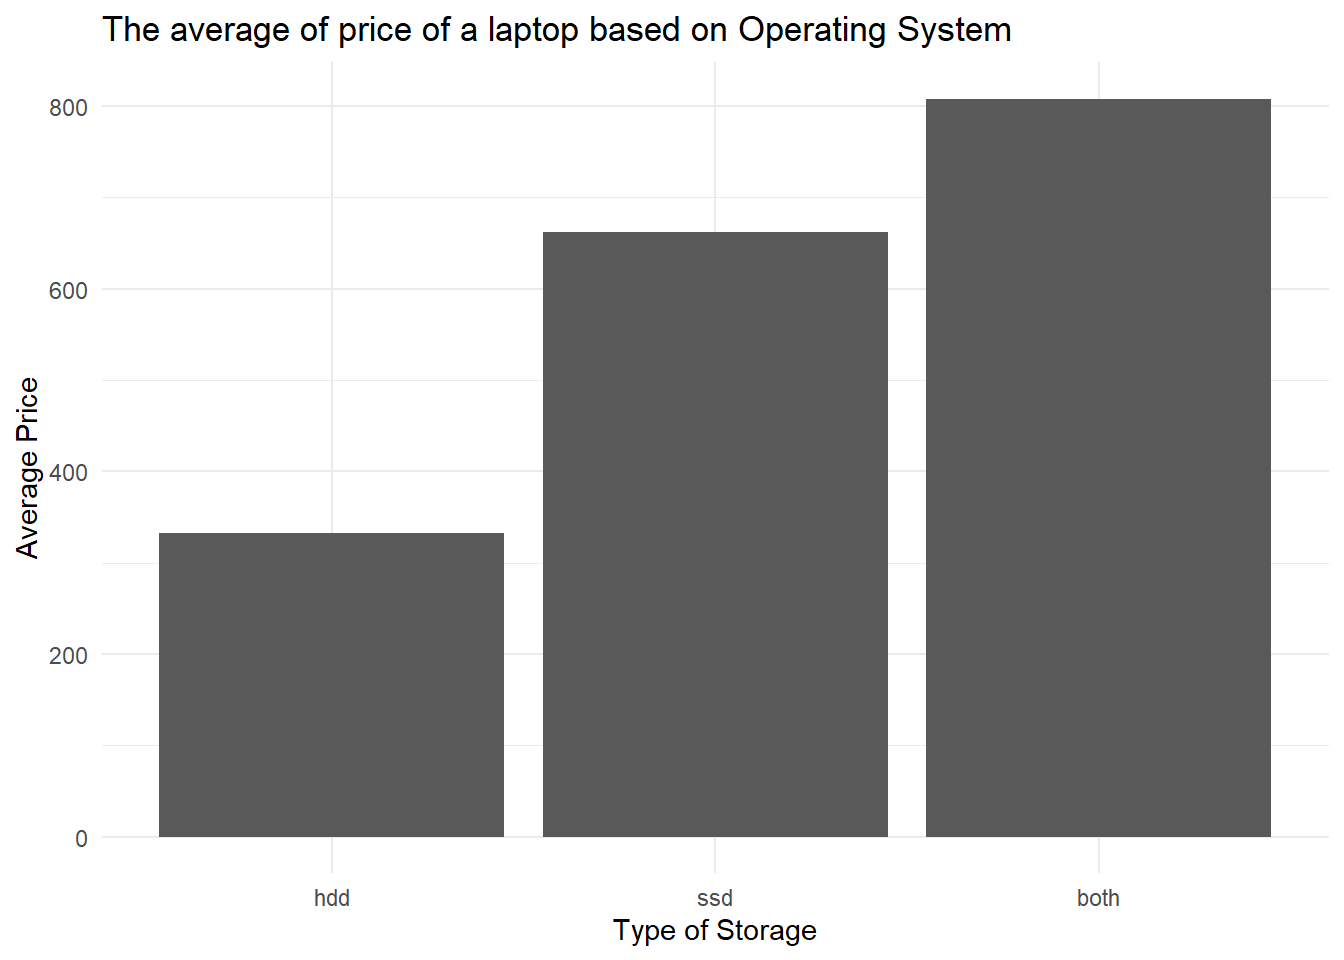 The average of price of a laptop based on Operating System
Average Price
800
600
400
200
0
hdd
ssd
both
Type of Storage